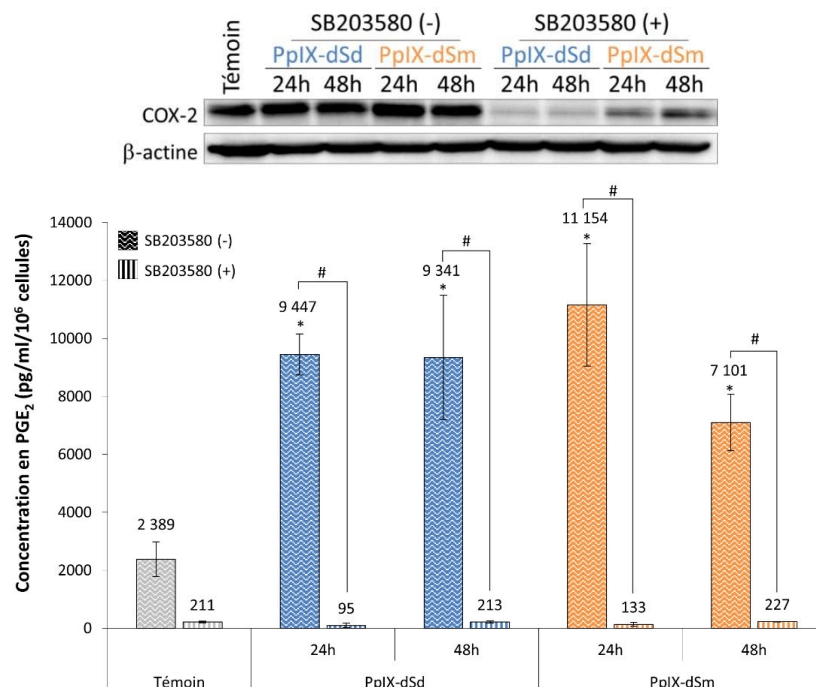 SB203580 (-) SB203580 (+)
Témoin
PpIX-dSd PpIX-dSm PpIX-dSd PpIX-dSm
24h 48h 24h 48h 24h 48h 24h 48h
COX-2
β-actine
Concentration en PGE₂ (pg/ml/10⁶ cellules)
14000
12000
10000
8000
6000
4000
2000
0
SB203580 (-)
SB203580 (+)
2 389
211
#
9 447
*
95
#
9 341
*
213
#
11 154
*
133
#
7 101
*
227
24h 48h 24h 48h
Témoin PpIX-dSd PpIX-dSm